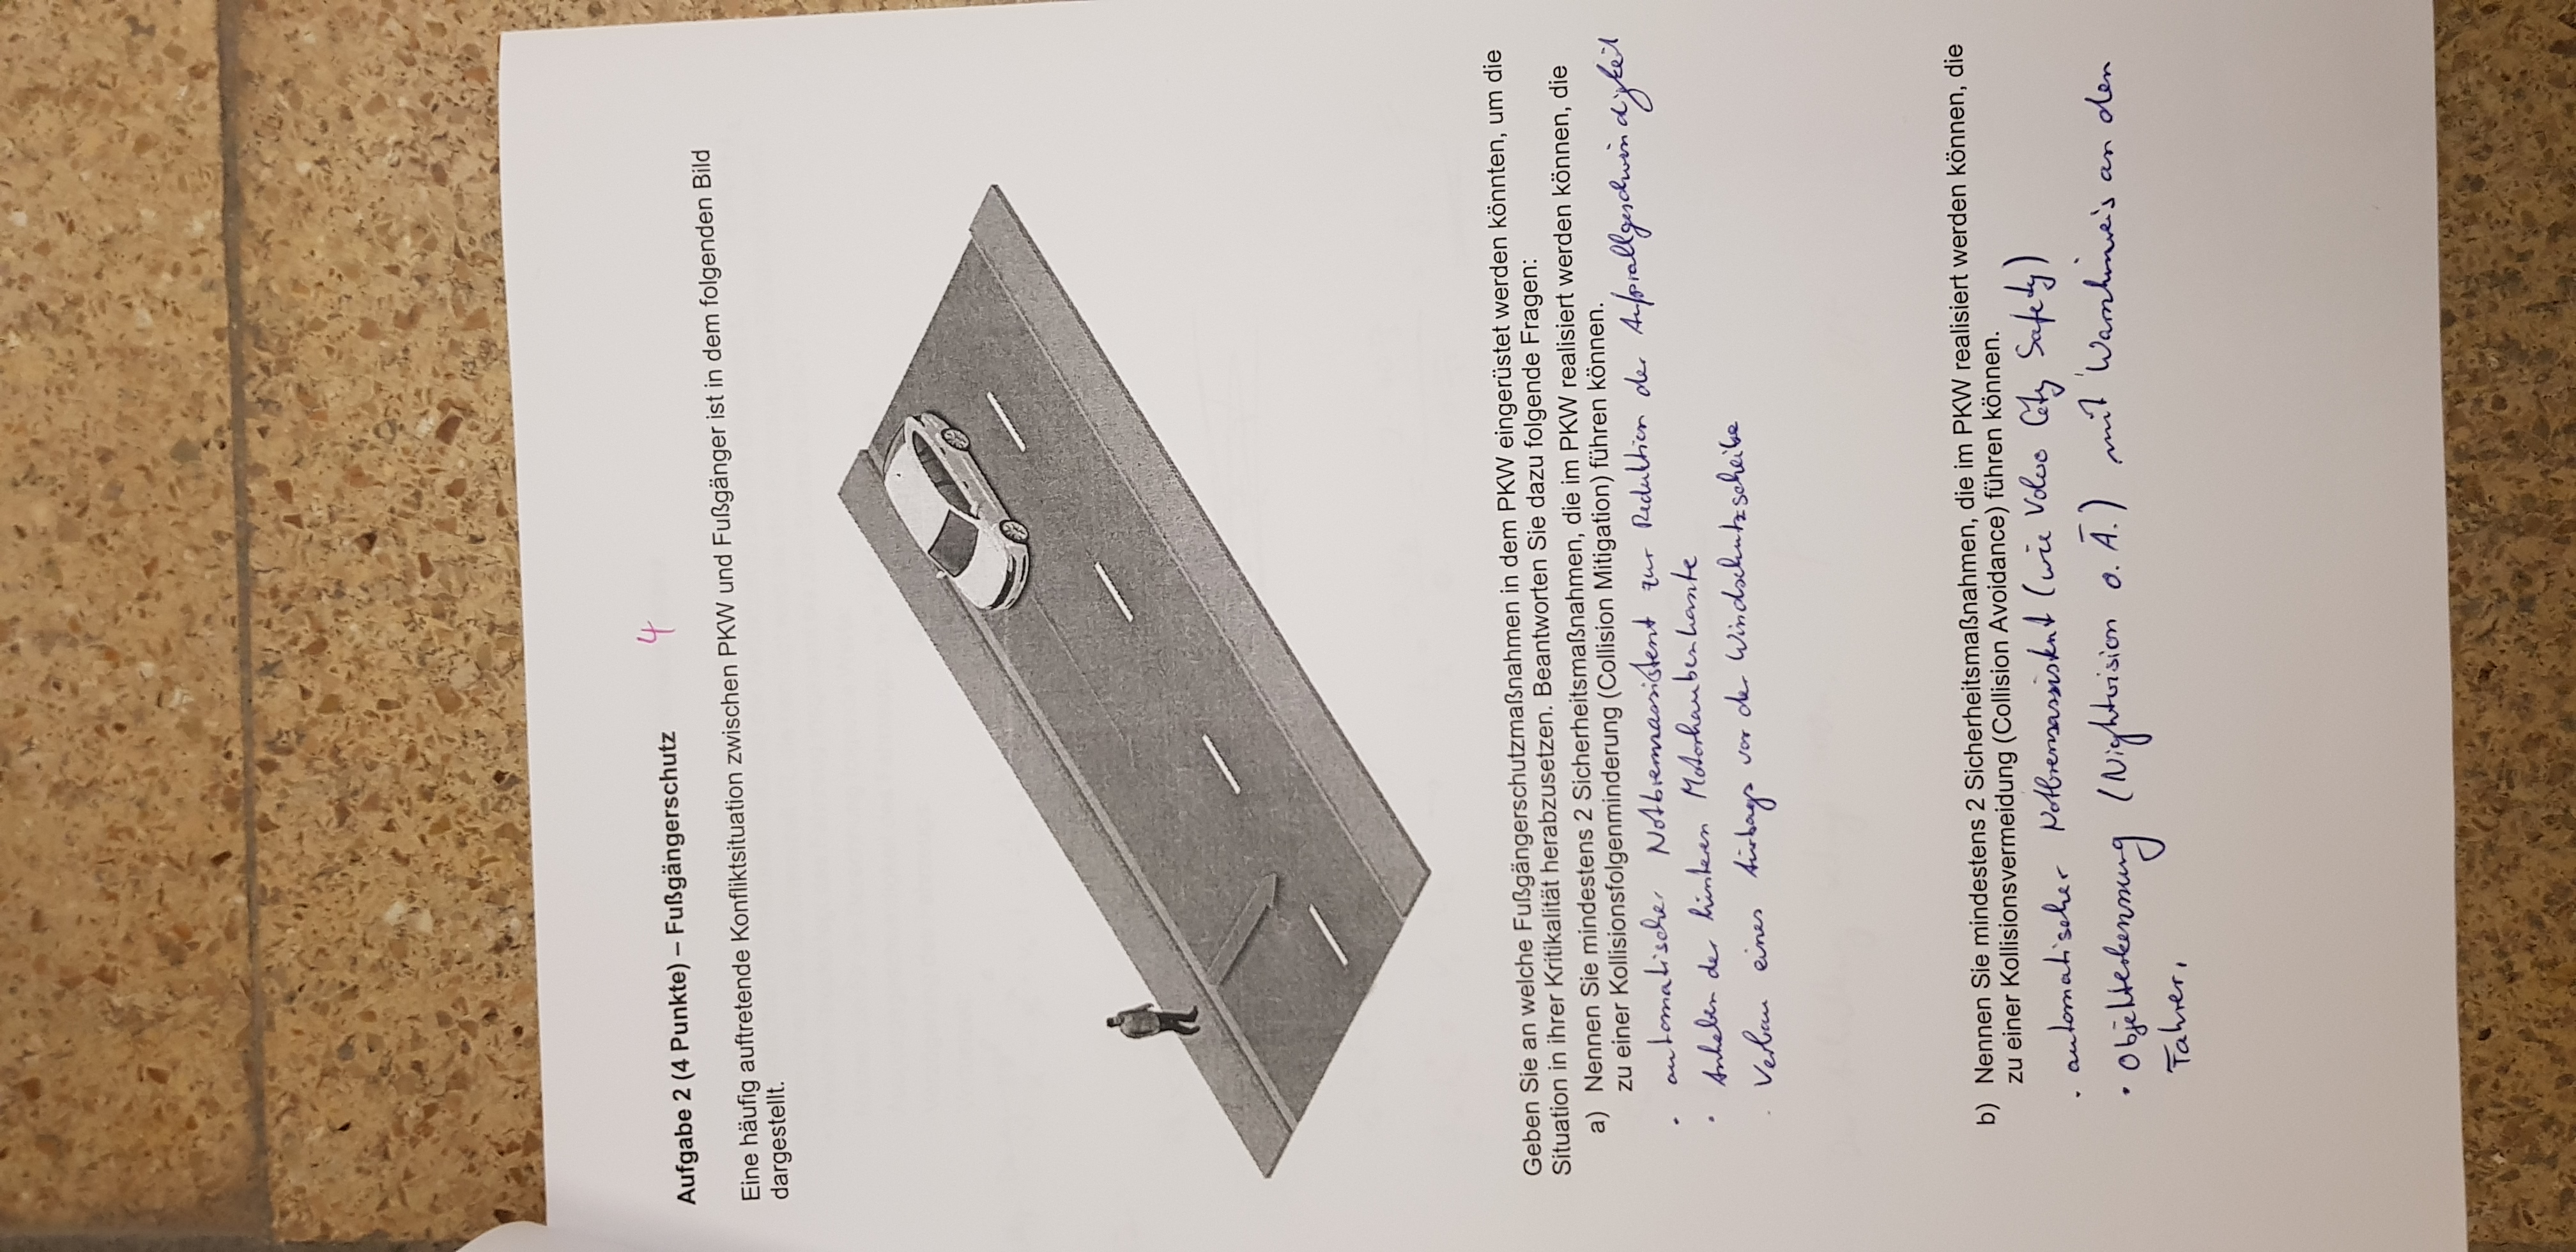 Aufgabe 2 (4 Punkte) – Fußgängerschutz 4
Eine häufig auftretende Konfliktsituation zwischen PKW und Fußgänger ist in dem folgenden Bild
dargestellt.
Geben Sie an welche Fußgängerschutzmaßnahmen in dem PKW eingerüstet werden könnten, um die
Situation in ihrer Kritikalität herabzusetzen. Beantworten Sie dazu folgende Fragen:
a) Nennen Sie mindestens 2 Sicherheitsmaßnahmen, die im PKW realisiert werden können, die
zu einer Kollisionsfolgenminderung (Collision Mitigation) führen können.
• automatischer Notbremsassistent zur Reduktion der Aufprallgeschwindigkeit
• Anheben der hinteren Motorhaubenkante
• Verbau eines Airbags vor der Windschutzscheibe
b) Nennen Sie mindestens 2 Sicherheitsmaßnahmen, die im PKW realisiert werden können, die
zu einer Kollisionsvermeidung (Collision Avoidance) führen können.
• automatischer Notbremsassistent (wie Volvo City Safety)
• Objekterkennung (Nightvision o. Ä.) mit Warnhinweis an den
Fahrer.